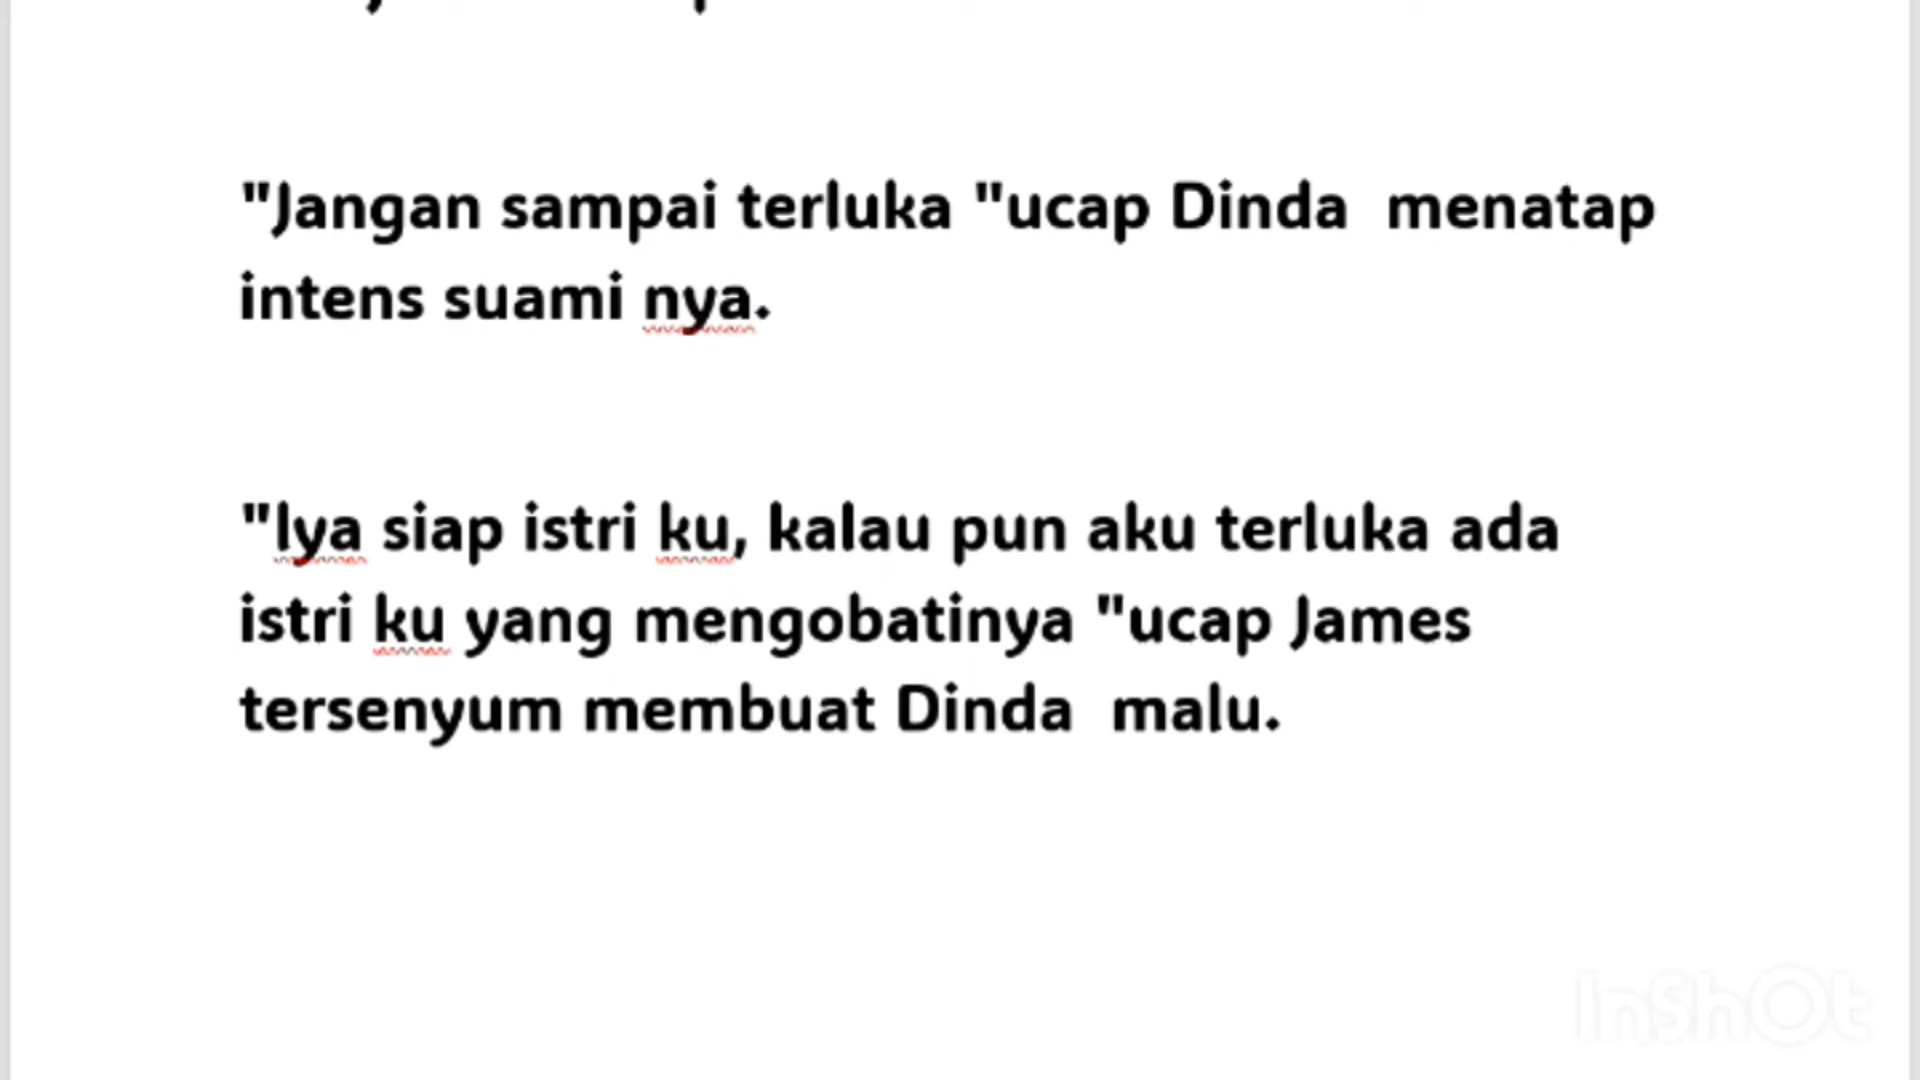 "Jangan sampai terluka "ucap Dinda  menatap
intens suami nya.
"Iya siap istri ku, kalau pun aku terluka ada
istri ku yang mengobatinya "ucap James
tersenyum membuat Dinda  malu.
InShOt